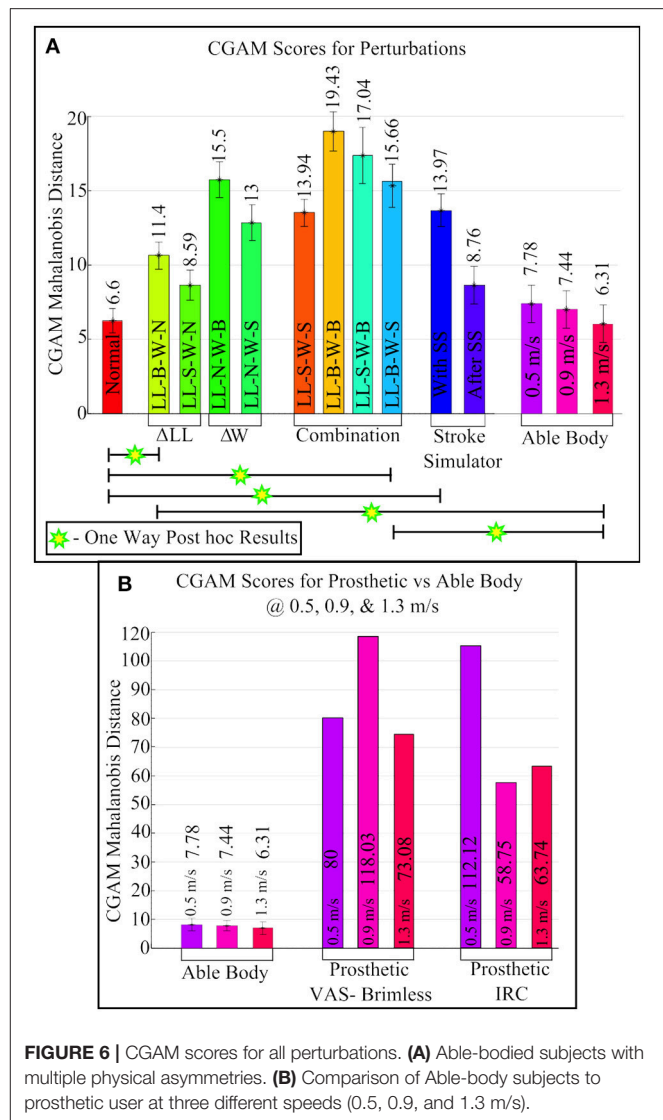 A
CGAM Scores for Perturbations
CGAM Mahalanobis Distance
20
15
10
5
0
6.6
11.4
8.59
15.5
13
13.94
19.43
17.04
15.66
13.97
8.76
7.78
7.44
6.31
Normal
LL-B-W-N
LL-S-W-N
LL-N-W-B
LL-N-W-S
LL-S-W-S
LL-B-W-B
LL-S-W-B
LL-B-W-S
With SS
After SS
0.5 m/s
0.9 m/s
1.3 m/s
ΔLL
ΔW
Combination
Stroke
Simulator
Able Body
- One Way Post hoc Results
B
CGAM Scores for Prosthetic vs Able Body
@ 0.5, 0.9, & 1.3 m/s
CGAM Mahalanobis Distance
120
100
80
70
60
50
40
30
20
10
0
0.5 m/s 7.78
0.9 m/s 7.44
1.3 m/s 6.31
0.5 m/s 80
0.9 m/s 118.03
1.3 m/s 73.08
0.5 m/s 112.12
0.9 m/s 58.75
1.3 m/s 63.74
Able Body
Prosthetic
VAS- Brimless
Prosthetic
IRC
FIGURE 6 | CGAM scores for all perturbations. (A) Able-bodied subjects with
multiple physical asymmetries. (B) Comparison of Able-body subjects to
prosthetic user at three different speeds (0.5, 0.9, and 1.3 m/s).